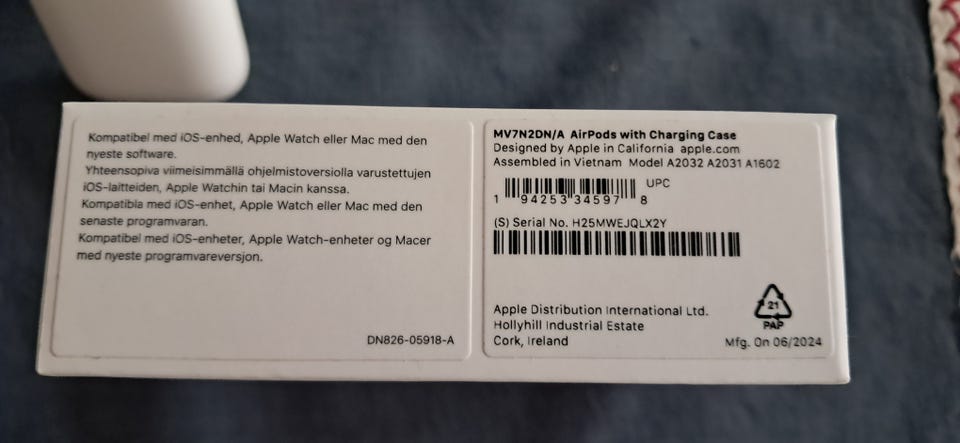 Kompatibel med iOS-enhed, Apple Watch eller Mac med den
nyeste software.
Yhteensopiva viimeisimmällä ohjelmistoversiolla varustettujen
iOS-laitteiden, Apple Watchin tai Macin kanssa.
Kompatibla med iOS-enhet, Apple Watch eller Mac med den
senaste programvaran.
Kompatibel med iOS-enheter, Apple Watch-enheter og Macer
med nyeste programvareversjon.
DN826-05918-A
MV7N2DN/A AirPods with Charging Case
Designed by Apple in California apple.com
Assembled in Vietnam Model A2032 A2031 A1602
UPC
1 94253 34597 8
(S) Serial No. H25MWEJQLX2Y
Apple Distribution International Ltd.
Hollyhill Industrial Estate
Cork, Ireland
21
PAP
Mfg. On 06/2024